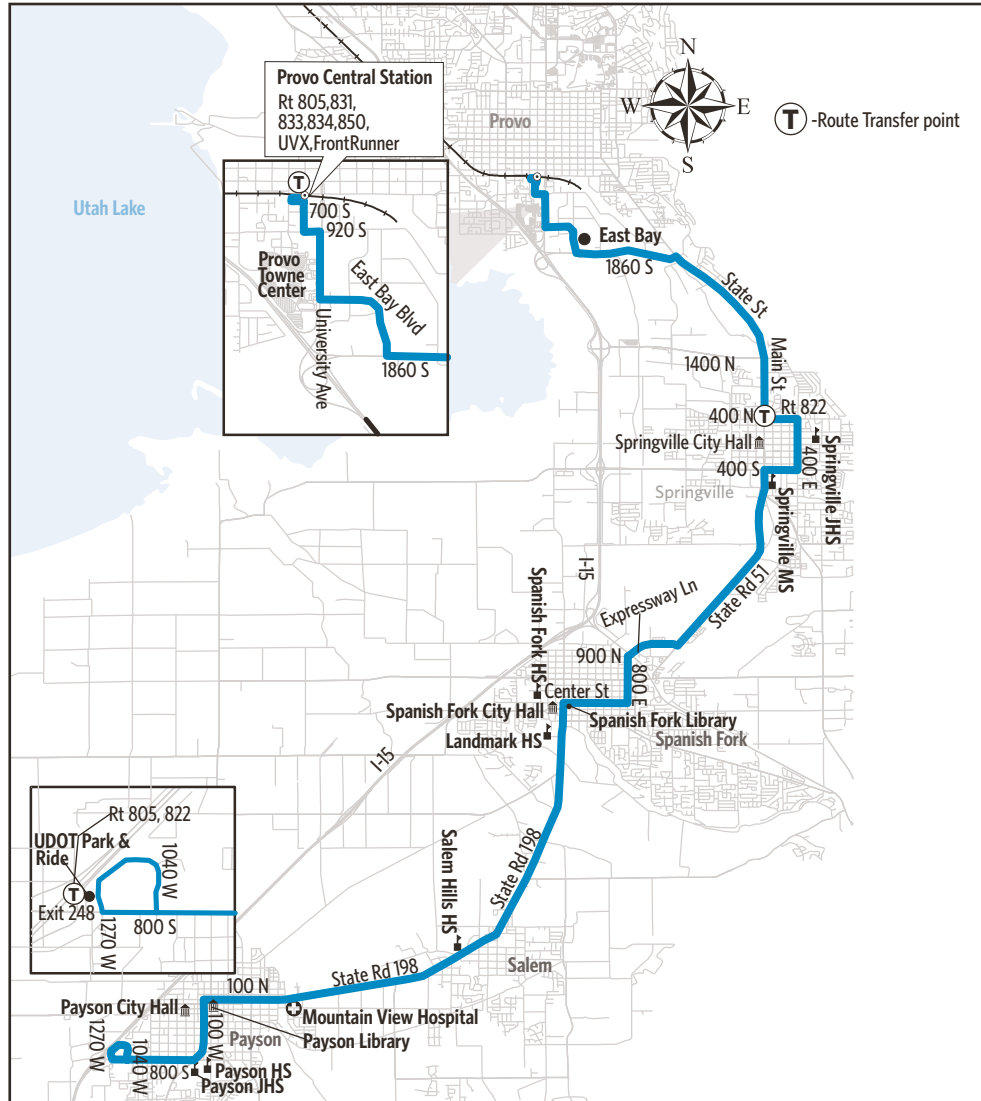 Provo Central Station
Rt 805,831,
833,834,850,
UVX,FrontRunner
N
W
E
S
T
-Route Transfer point
Provo
Utah Lake
T
700 S
920 S
Provo
Towne
Center
East Bay Blvd
University Ave
1860 S
East Bay
1860 S
State St
1400 N
Main St
400 N
T
Rt 822
Springville City Hall
400 E
Springville JHS
400 S
Springville
Springville MS
I-15
State Rd 51
Expressway Ln
Spanish Fork HS
900 N
800 E
Center St
Spanish Fork City Hall
Spanish Fork Library
Landmark HS
Spanish Fork
I-15
Rt 805, 822
UDOT Park &
Ride
T
Exit 248
1040 W
1270 W
800 S
State Rd 198
Salem Hills HS
Salem
State Rd 198
100 N
Payson City Hall
Mountain View Hospital
Payson Library
100 W
Payson
1270 W
1040 W
800 S
Payson HS
Payson JHS